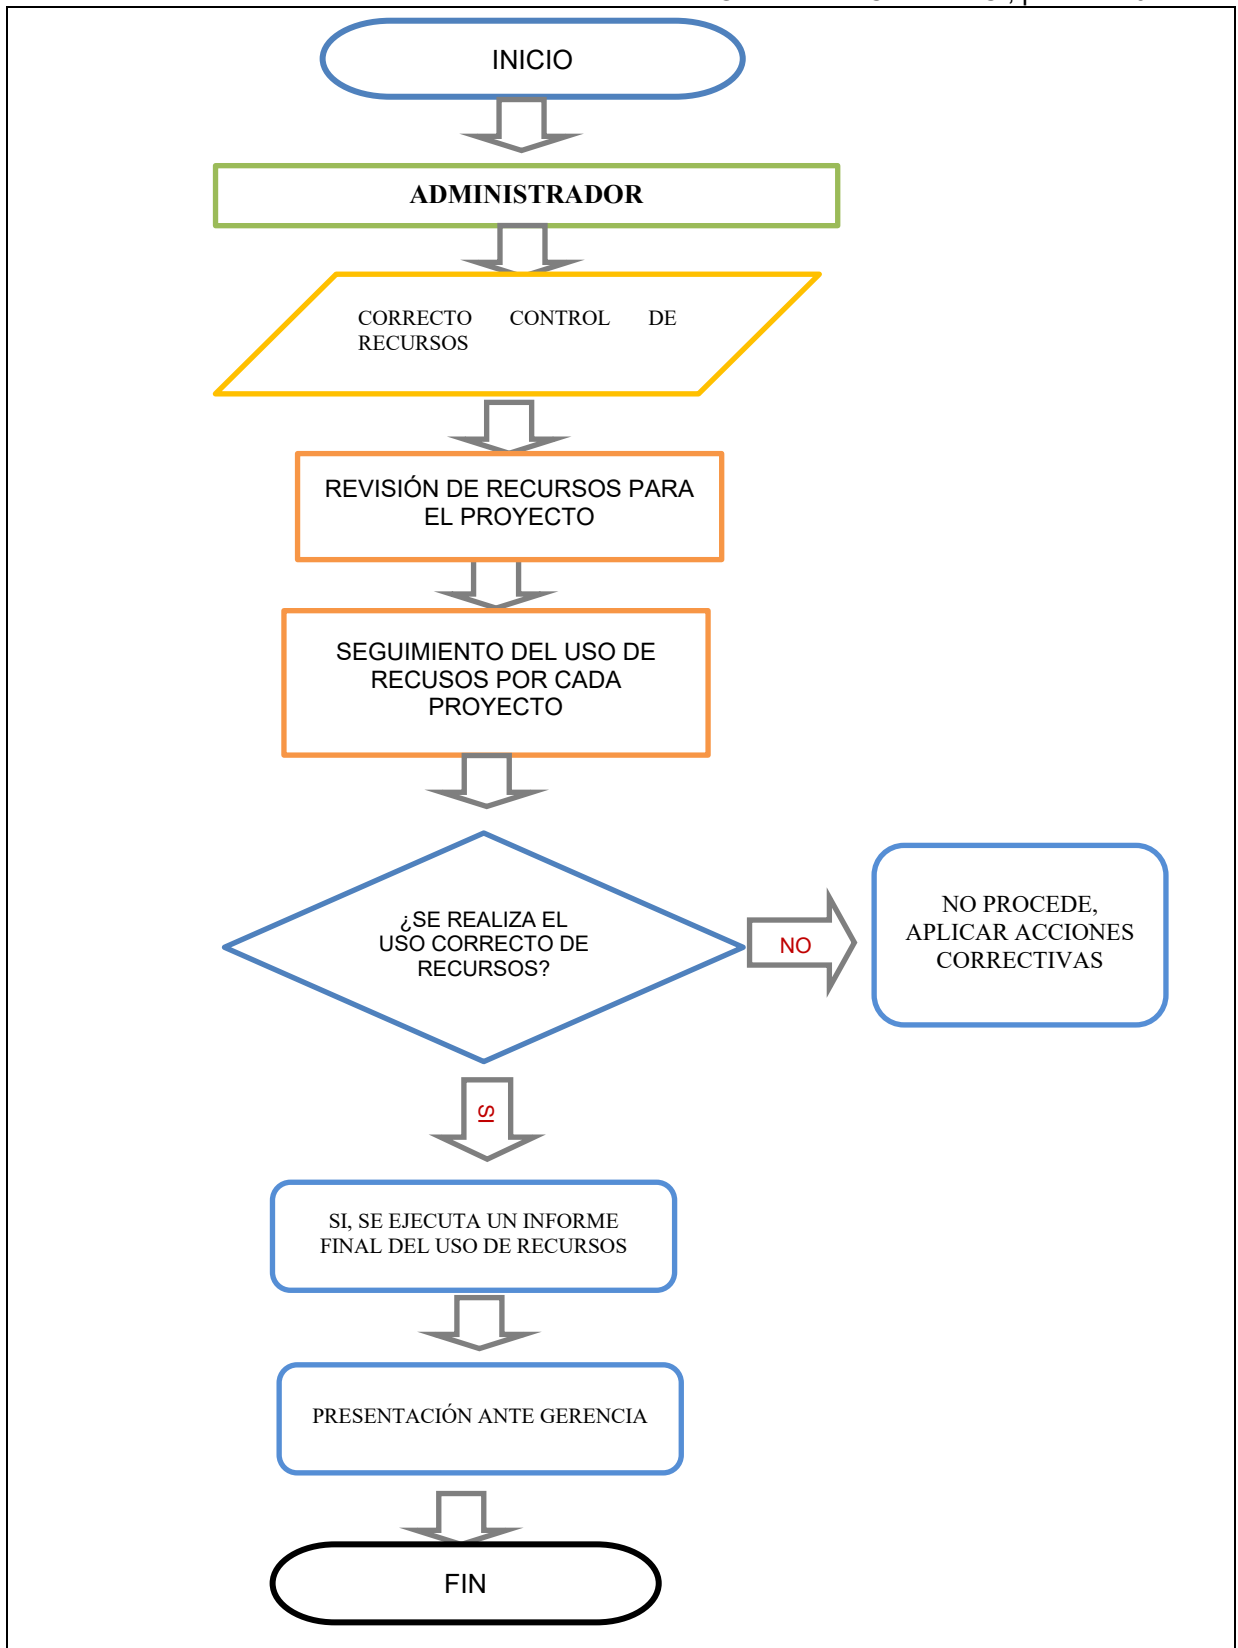 INICIO
ADMINISTRADOR
CORRECTO CONTROL DE
RECURSOS
REVISIÓN DE RECURSOS PARA
EL PROYECTO
SEGUIMIENTO DEL USO DE
RECUSOS POR CADA
PROYECTO
¿SE REALIZA EL
USO CORRECTO DE
RECURSOS?
NO
NO PROCEDE,
APLICAR ACCIONES
CORRECTIVAS
SI
SI, SE EJECUTA UN INFORME
FINAL DEL USO DE RECURSOS
PRESENTACIÓN ANTE GERENCIA
FIN